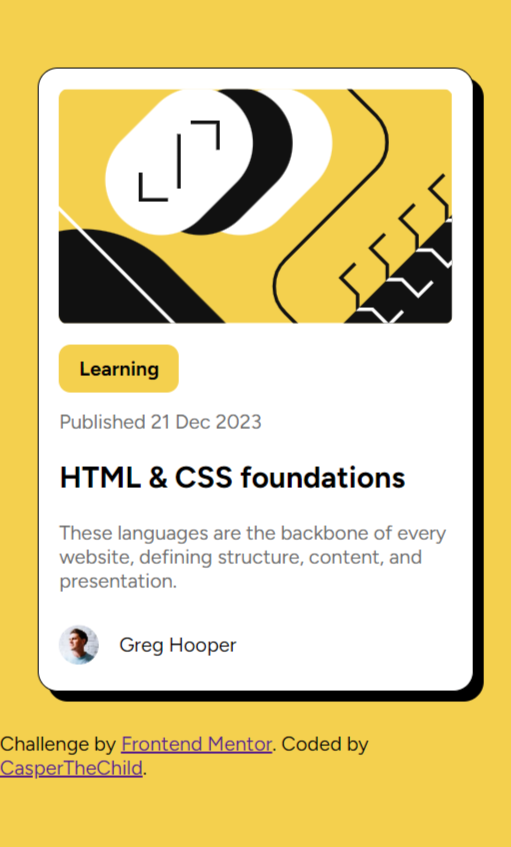 Learning
Published 21 Dec 2023
HTML & CSS foundations
These languages are the backbone of every
website, defining structure, content, and
presentation.
Greg Hooper
Challenge by Frontend Mentor. Coded by
CasperTheChild.